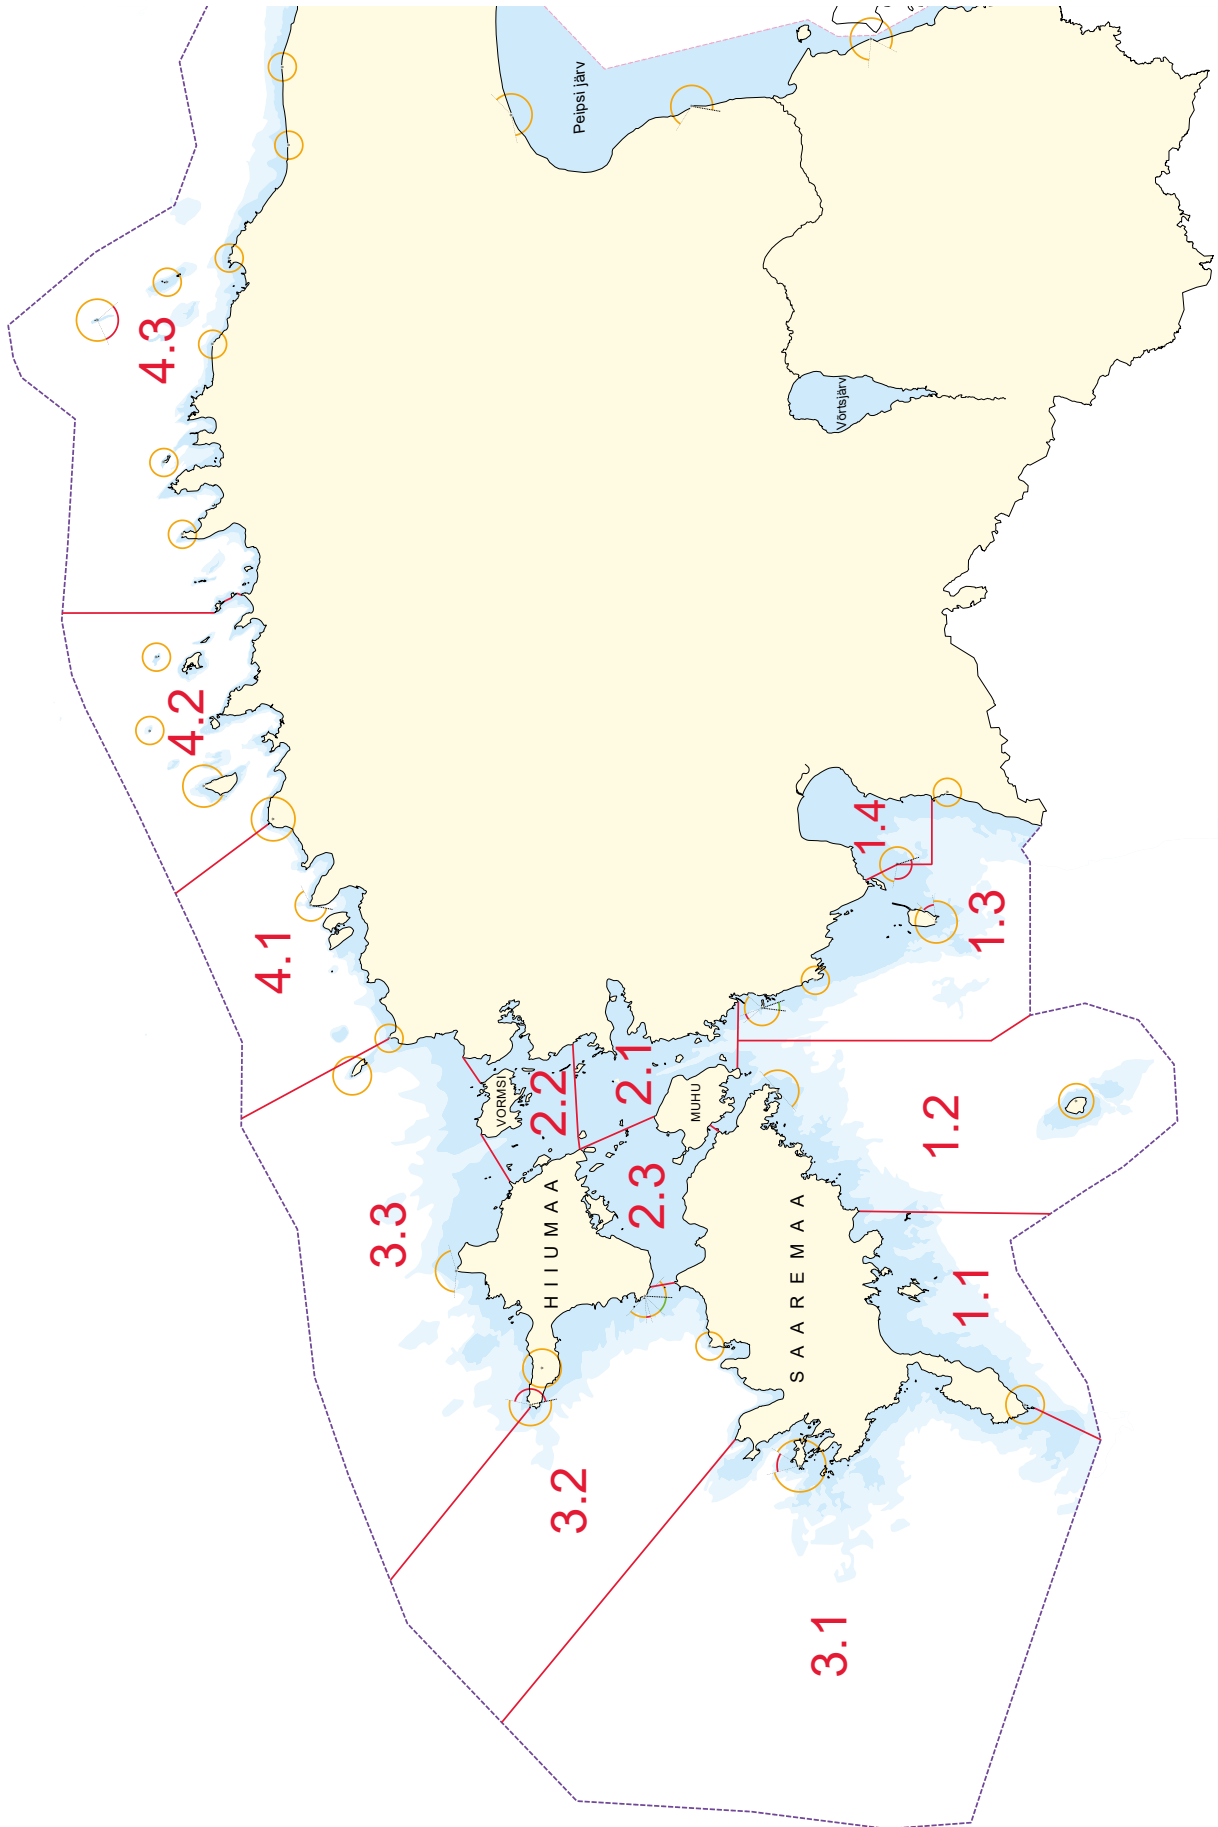 Peipsi järv
4.3
Võrtsjärv
4.2
1.4
4.1
1.3
2.1
2.2
VORMSI
MUHU
1.2
2.3
3.3
HIIUMAA
SAAREMAA
1.1
3.2
3.1